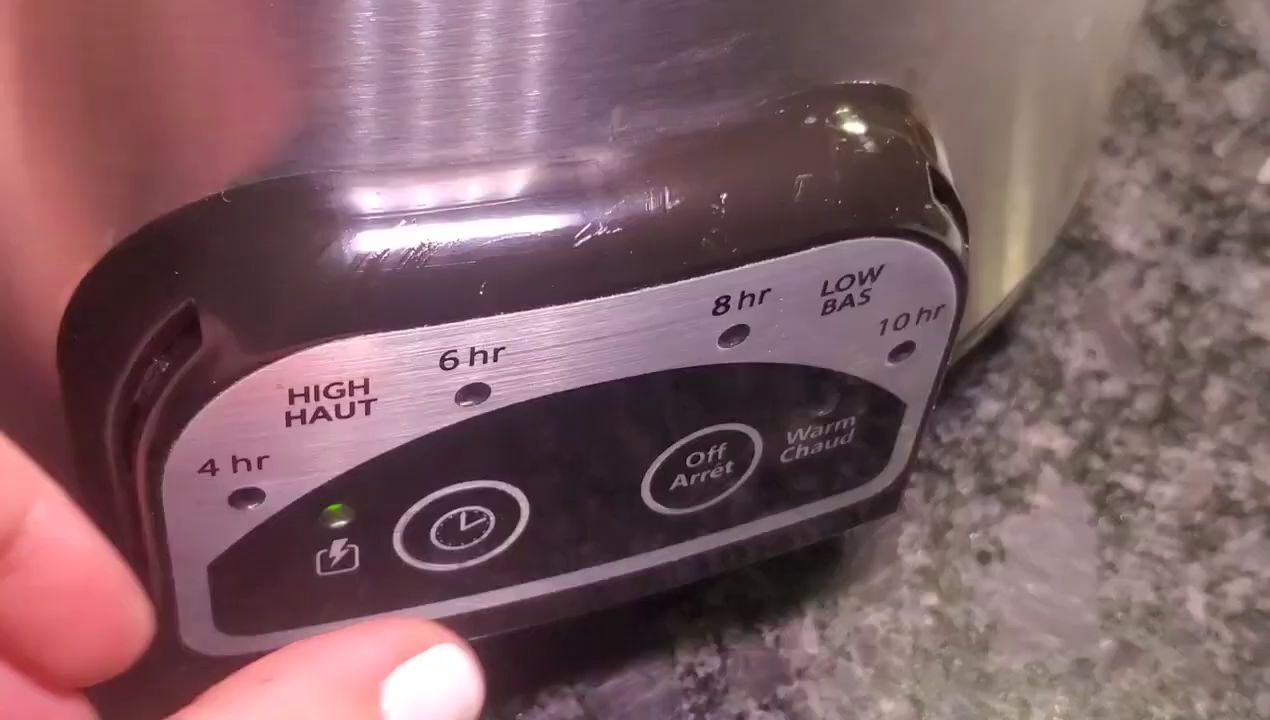 HIGH
HAUT
4 hr
6 hr
8 hr
LOW
BAS
10 hr
Off
Arrêt
Warm
Chaud